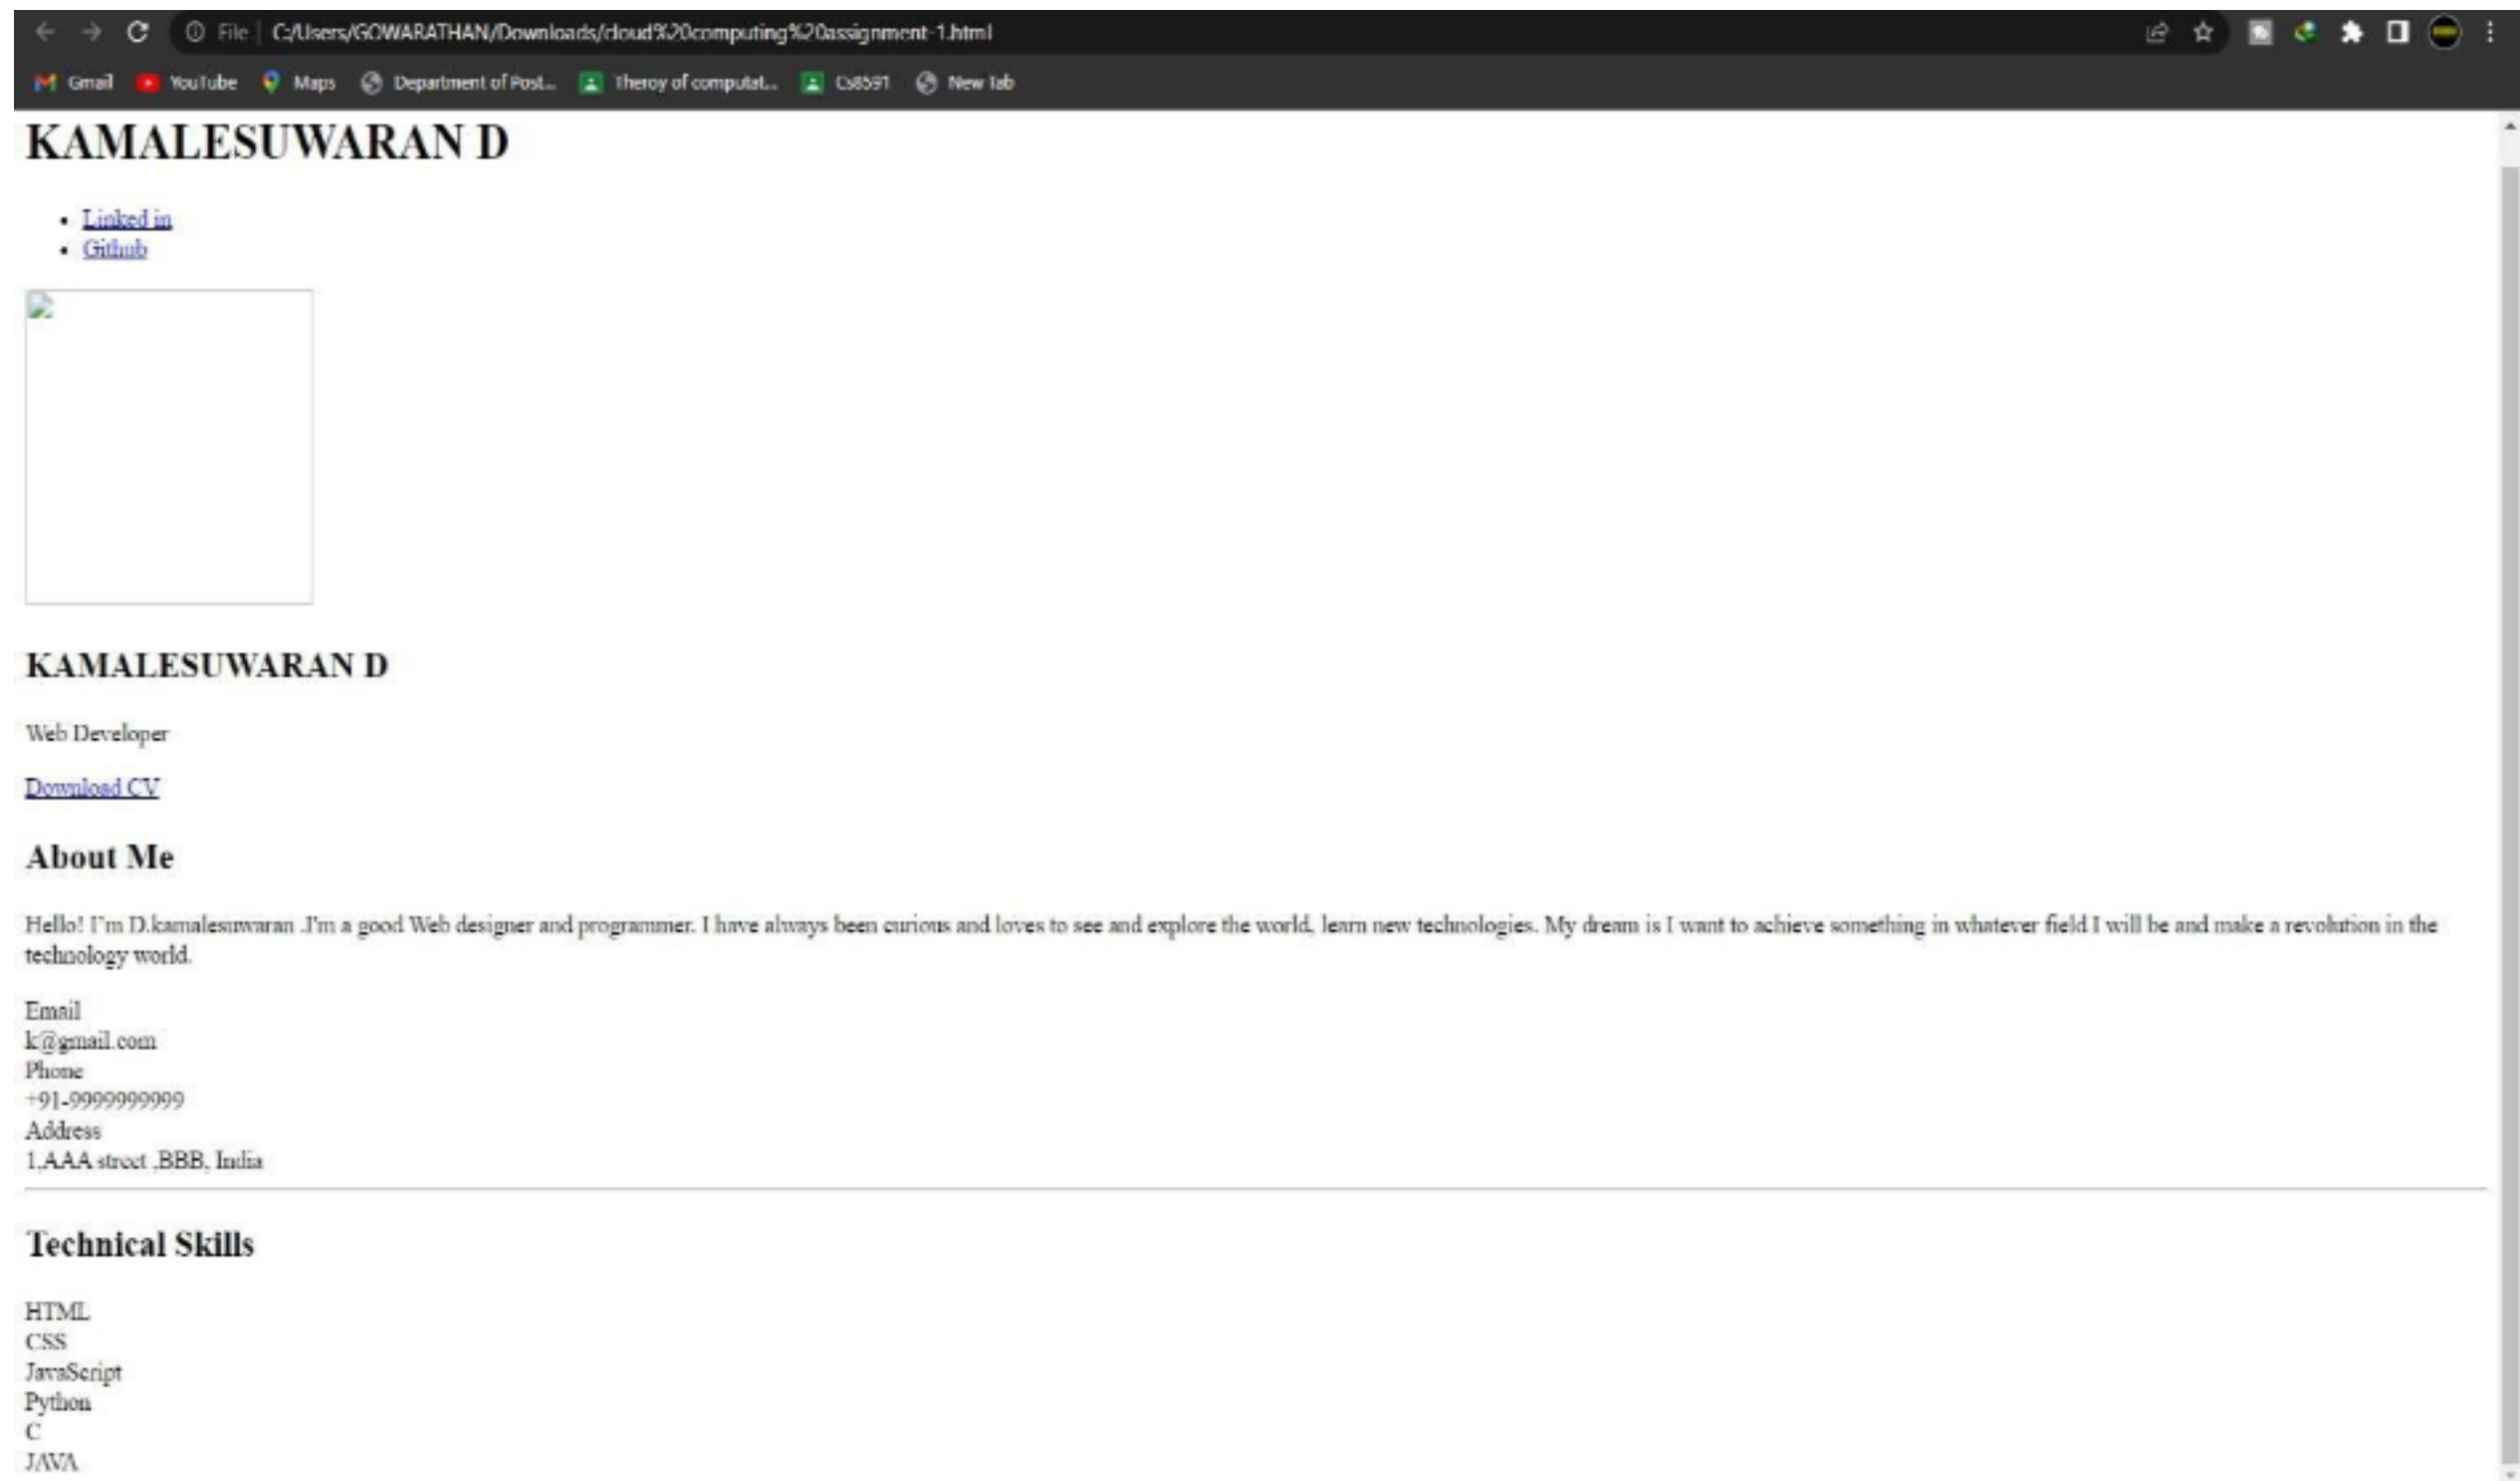 File C:/Users/GOWARATHAN/Downloads/cloud%20computing%20assignment-1.html
Gmail YouTube Maps Department of Post... Theroy of computat... Cs8591 New Tab
KAMALESUWARAN D
• Linked in
• Github
KAMALESUWARAN D
Web Developer
Download CV
About Me
Hello! I'm D.kamalesuwaran .I'm a good Web designer and programmer. I have always been curious and loves to see and explore the world, learn new technologies. My dream is I want to achieve something in whatever field I will be and make a revolution in the
technology world.
Email
k@gmail.com
Phone
+91-9999999999
Address
1,AAA street ,BBB, India
Technical Skills
HTML
CSS
JavaScript
Python
C
JAVA